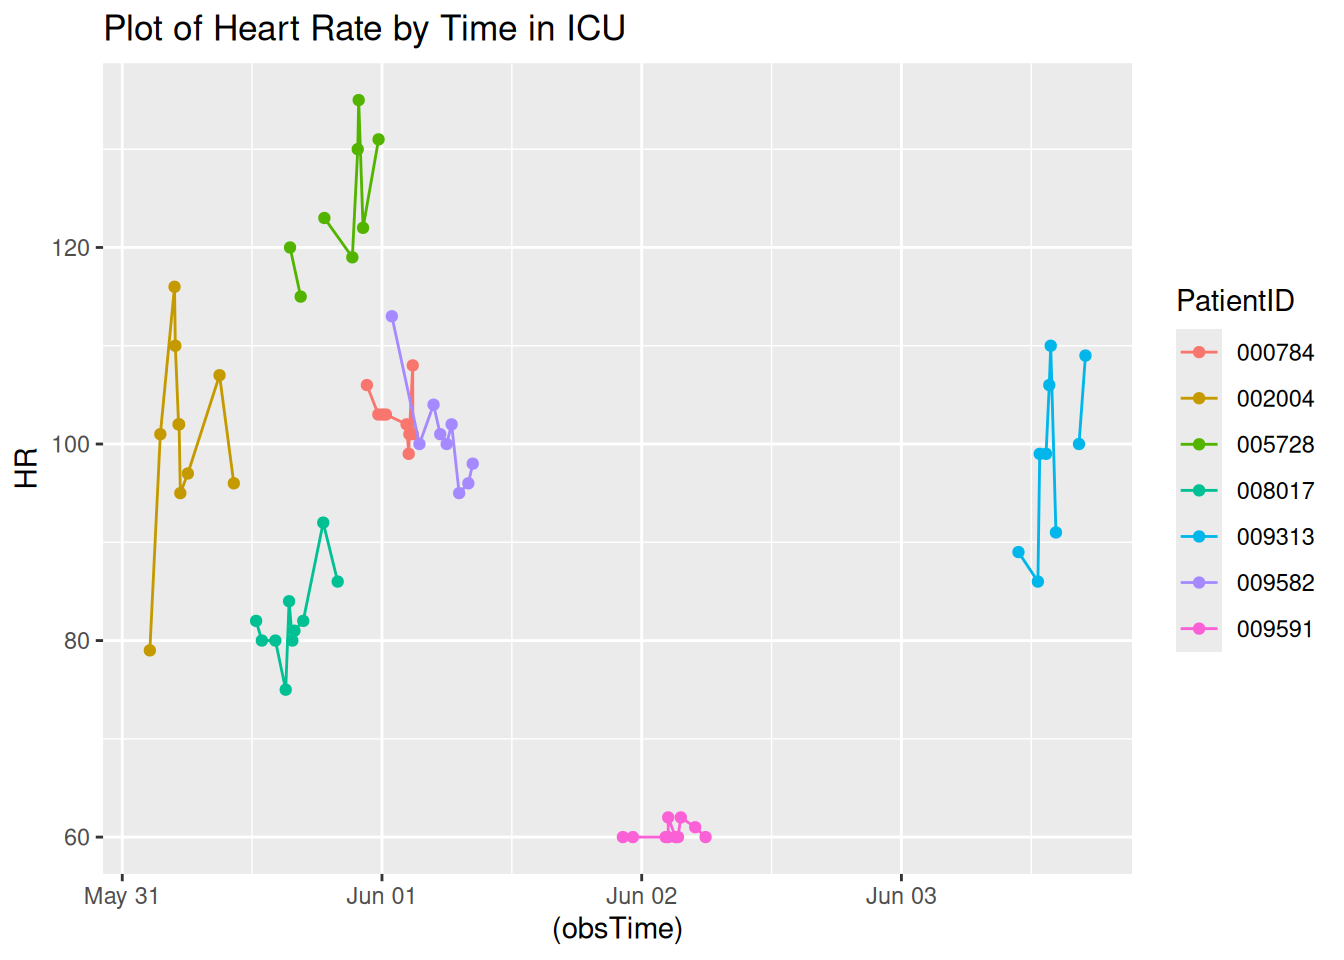 Plot of Heart Rate by Time in ICU
120
100
80
60
HR
May 31
Jun 01
Jun 02
Jun 03
(obsTime)
PatientID
000784
002004
005728
008017
009313
009582
009591